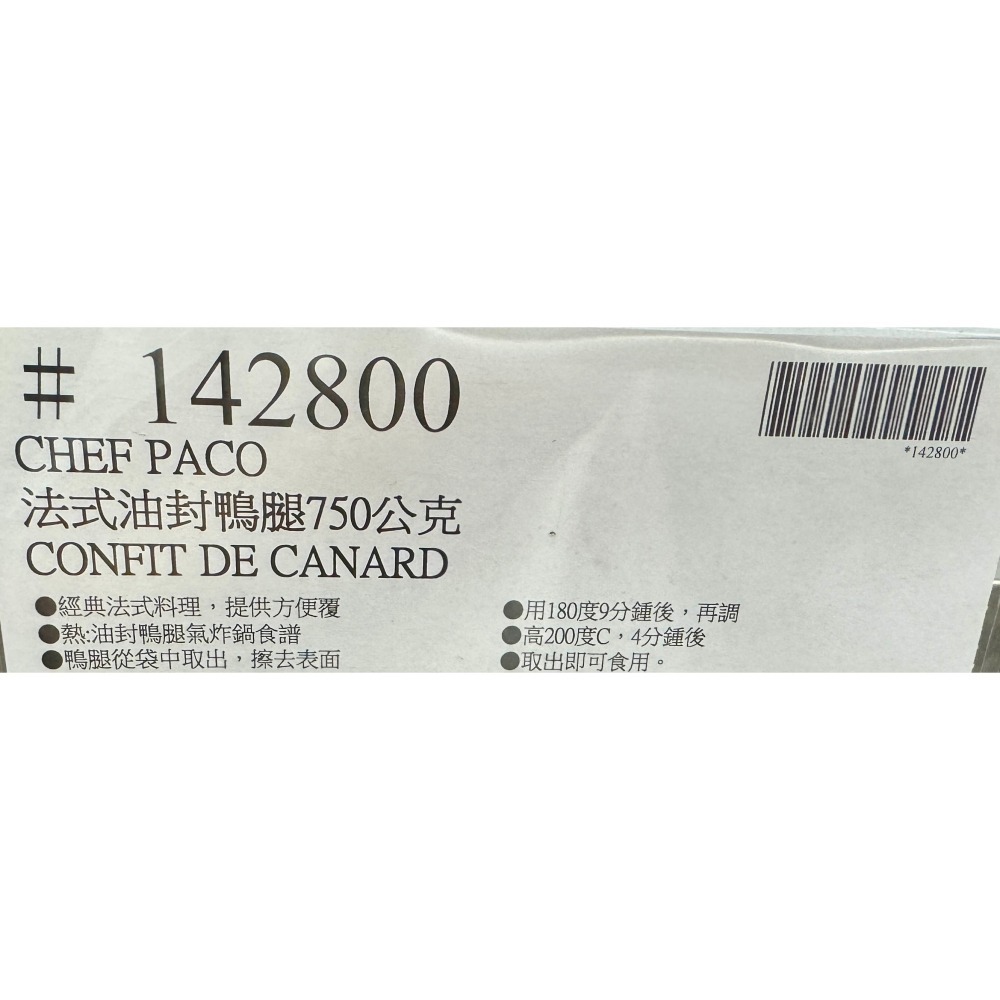 # 142800
*142800*
CHEF PACO
法式油封鴨腿750公克
CONFIT DE CANARD
●經典法式料理，提供方便覆
●熱:油封鴨腿氣炸鍋食譜
●鴨腿從袋中取出，擦去表面
●用180度9分鍾後，再調
●高200度C，4分鍾後
●取出即可食用。